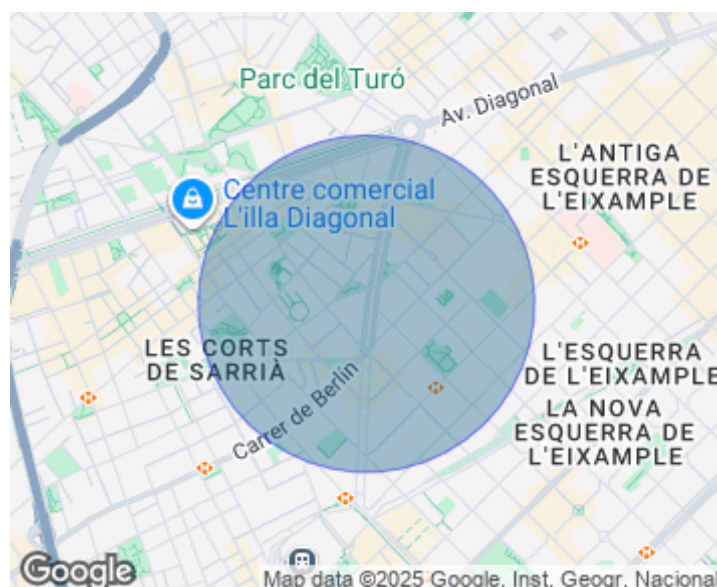 Parc del Turó
Av. Diagonal
L'ANTIGA
ESQUERRA DE
L'EIXAMPLE
Centre comercial
L'illa Diagonal
LES CORTS
DE SARRIÀ
L'ESQUERRA
DE L'EIXAMPLE
LA NOVA
ESQUERRA DE
L'EIXAMPLE
Carrer de Berlín
Google
Map data ©2025 Google, Inst. Geogr. Nacional